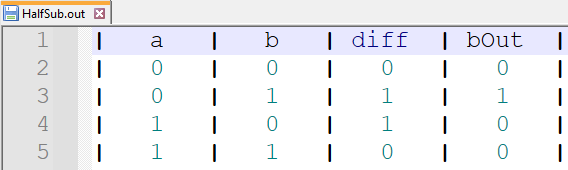 HalfSub.out
1 | a | b | diff | bOut |
2 | 0 | 0 | 0 | 0 |
3 | 0 | 1 | 1 | 1 |
4 | 1 | 0 | 1 | 0 |
5 | 1 | 1 | 0 | 0 |